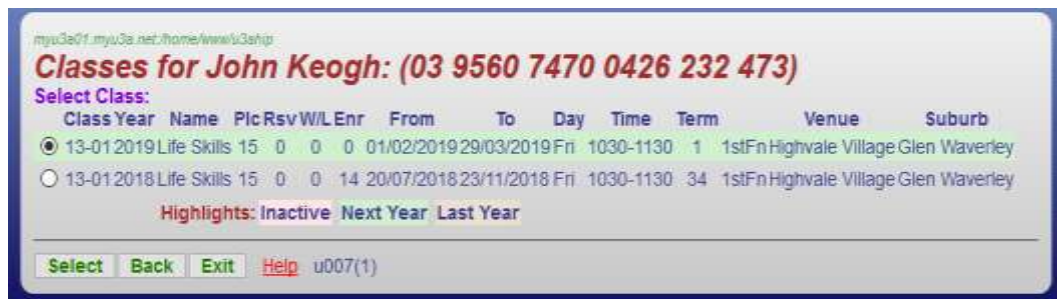 myu3a01.myu3a.net:/home/www/u3ship
Classes for John Keogh: (03 9560 7470 0426 232 473)
Select Class:
Class Year Name Plc Rsv W/L Enr From To Day Time Term Venue Suburb
13-01 2019 Life Skills 15 0 0 0 01/02/2019 29/03/2019 Fri 1030-1130 1 1stFn Highvale Village Glen Waverley
13-01 2018 Life Skills 15 0 0 14 20/07/2018 23/11/2018 Fri 1030-1130 34 1stFn Highvale Village Glen Waverley
Highlights: Inactive Next Year Last Year
Select Back Exit Help u007(1)